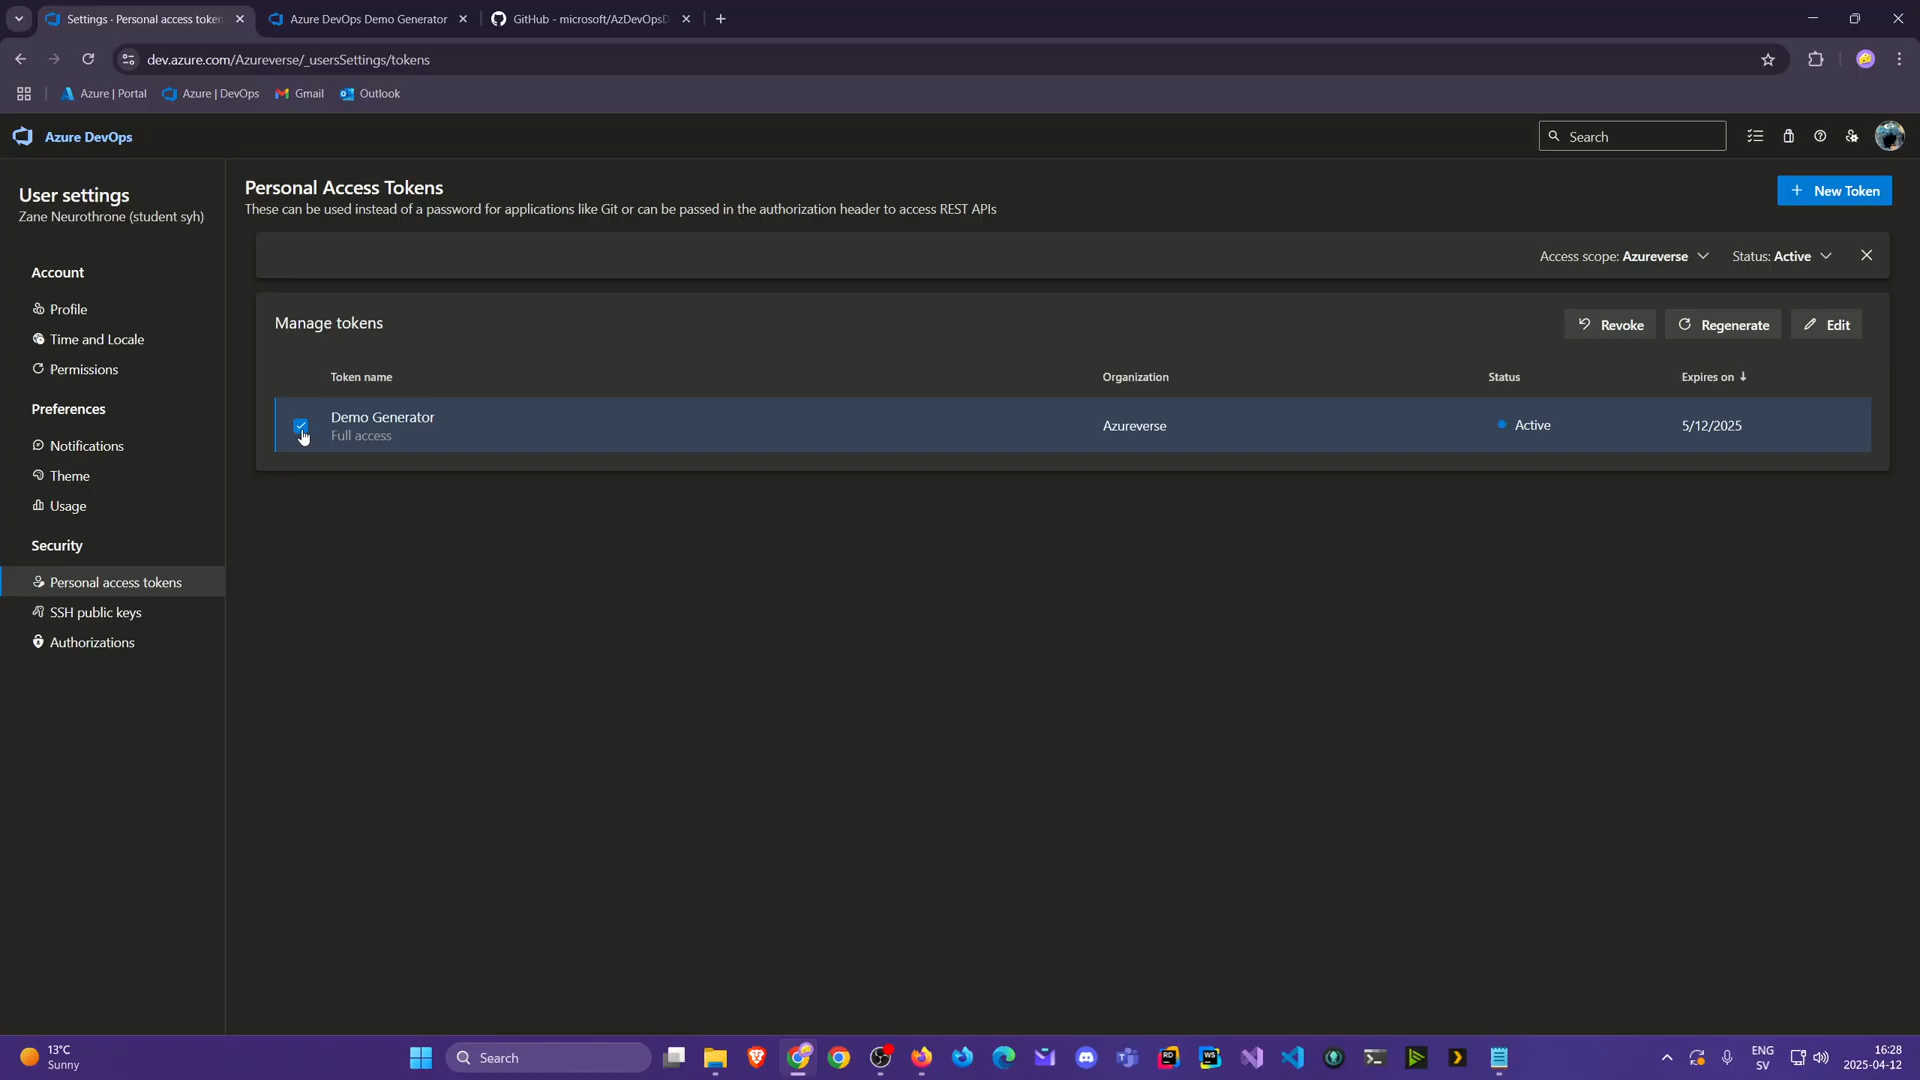 Settings · Personal access token
Azure DevOps Demo Generator
GitHub - microsoft/AzDevOpsD
dev.azure.com/Azureverse/_usersSettings/tokens
Azure | Portal
Azure | DevOps
Gmail
Outlook
Azure DevOps
Search
User settings
Zane Neurothrone (student syh)
Account
Profile
Time and Locale
Permissions
Preferences
Notifications
Theme
Usage
Security
Personal access tokens
SSH public keys
Authorizations
Personal Access Tokens
These can be used instead of a password for applications like Git or can be passed in the authorization header to access REST APIs
New Token
Access scope: Azureverse
Status: Active
Manage tokens
Revoke
Regenerate
Edit
Token name
Organization
Status
Expires on
Demo Generator
Full access
Azureverse
Active
5/12/2025
13°C
Sunny
Search
RD
WS
ENG
SV
16:28
2025-04-12